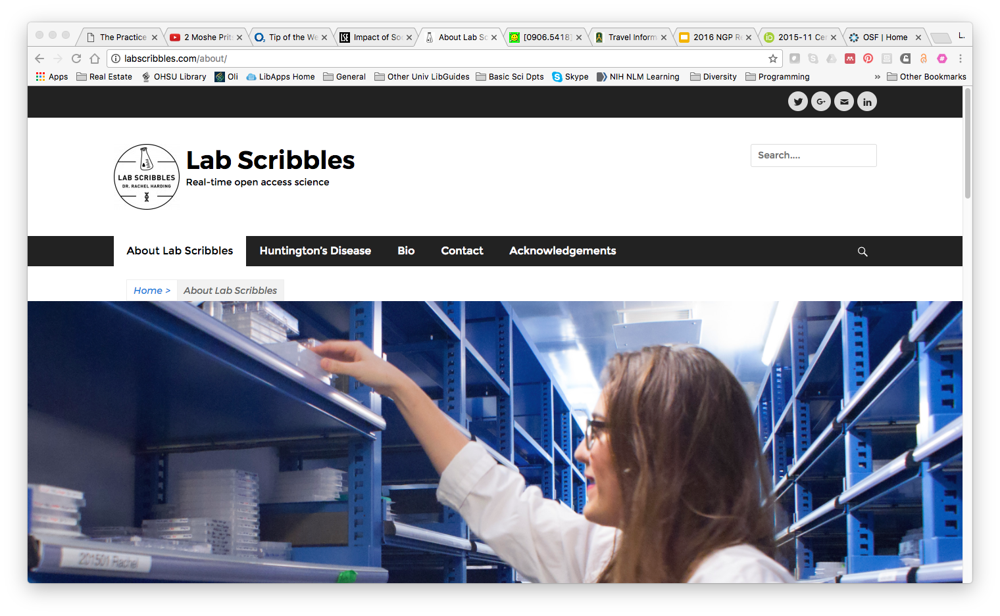 The Practice
2 Moshe Prits
Tip of the We
Impact of Soc
About Lab Sc
[0906.5418]
Travel Inform
2016 NGP Re
2015-11 Cer
OSF | Home
L.
labscribbles.com/about/
Apps
Real Estate
OHSU Library
Oli
LibApps Home
General
Other Univ LibGuides
Basic Sci Dpts
Skype
NIH NLM Learning
Diversity
Programming
»
Other Bookmarks
LAB SCRIBBLES
DR. RACHEL HARDING
Lab Scribbles
Real-time open access science
Search....
About Lab Scribbles
Huntington's Disease
Bio
Contact
Acknowledgements
Home >
About Lab Scribbles
201501 Rachel